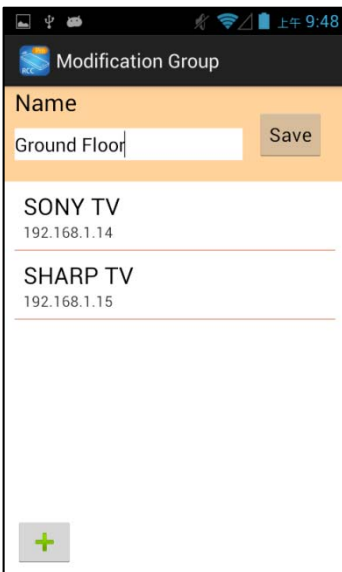 上午 9:48
RCC
Modification Group
Name
Ground Floor
Save
SONY TV
192.168.1.14
SHARP TV
192.168.1.15